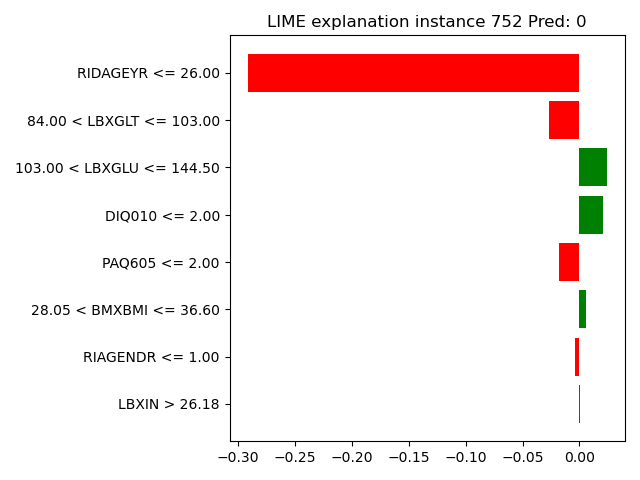 LIME explanation instance 752 Pred: 0
RIDAGEYR <= 26.00
84.00 < LBXGLT <= 103.00
103.00 < LBXGLU <= 144.50
DIQ010 <= 2.00
PAQ605 <= 2.00
28.05 < BMXBMI <= 36.60
RIAGENDR <= 1.00
LBXIN > 26.18
−0.30 −0.25 −0.20 −0.15 −0.10 −0.05 0.00